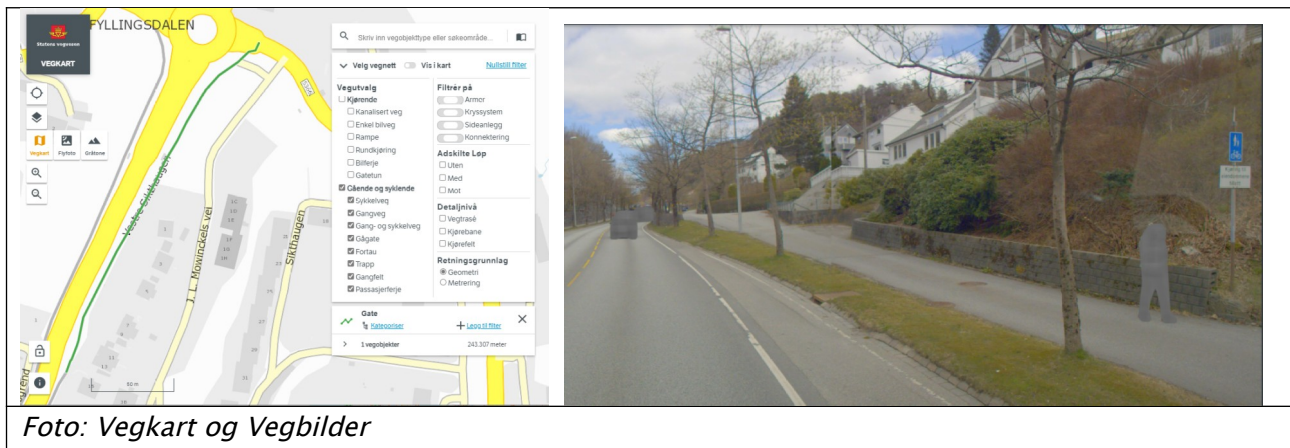 FYLLINGSDALEN
Statens vegvesen
VEGKART
Vegkart
Flyfoto
Gråtone
Vestre Sikthaugen
J. L. Mowinckels vei
Sikthaugen
50 m
Skriv inn vegobjekttype eller søkeområde...
Velg vegnett
Vis i kart
Nullstill filter
Vegutvalg
Kjørende
Kanalisert veg
Enkel bilveg
Rampe
Rundkjøring
Bilferje
Gatetun
Gående og syklende
Sykkelveg
Gangveg
Gang- og sykkelveg
Gågate
Fortau
Trapp
Gangfelt
Passasjerferje
Filtrér på
Armer
Kryssystem
Sideanlegg
Konnektering
Adskilte Løp
Uten
Med
Mot
Detaljnivå
Vegtrasé
Kjørebane
Kjørefelt
Retningsgrunnlag
Geometri
Metrering
Gate
Kategoriser
Legg til filter
1 vegobjekter
243.307 meter
Foto: Vegkart og Vegbilder